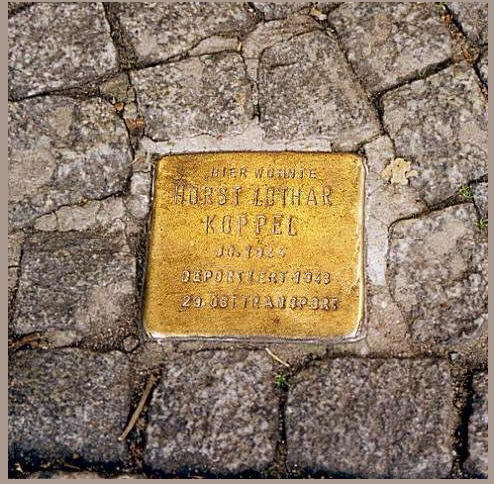 HIER WOHNTE
HORST LOTHAR
KOPPEL
JG. 1924
DEPORTIERT 1943
29. OSTTRANSPORT